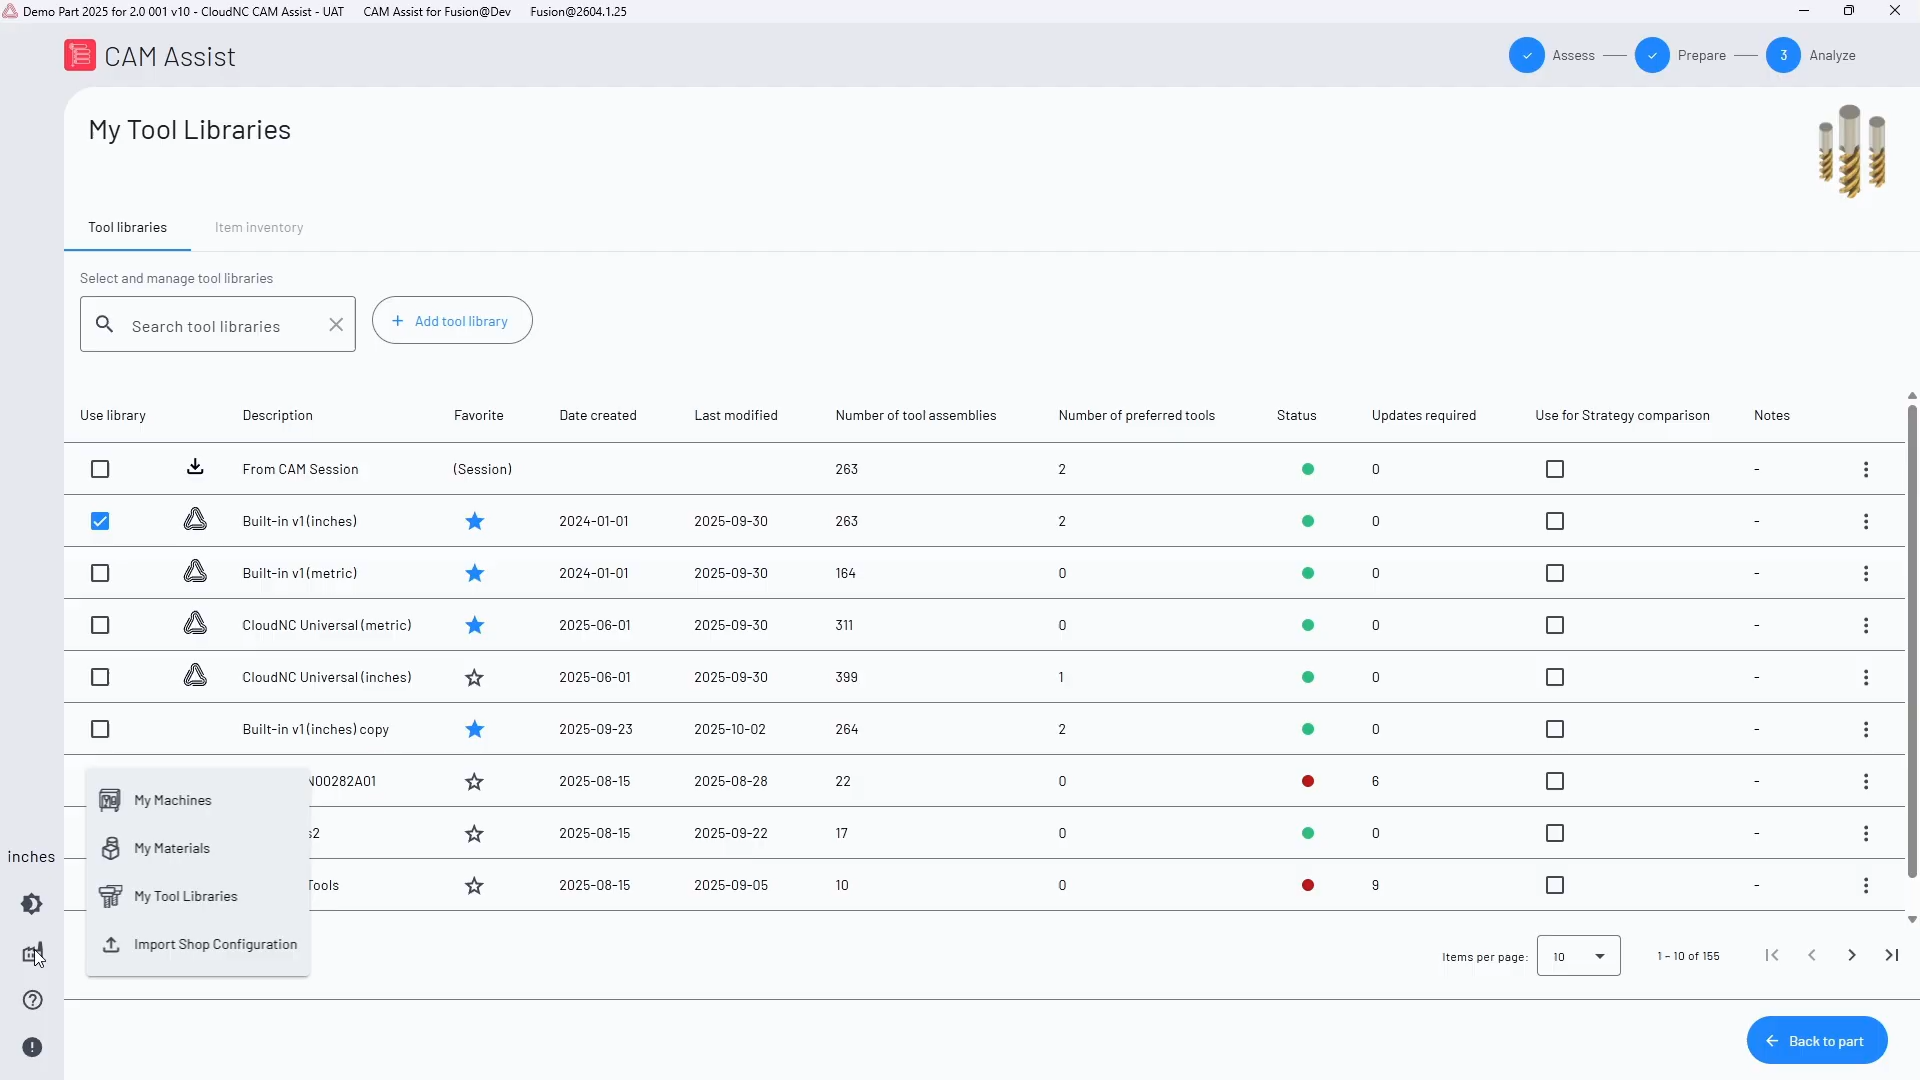 Demo Part 2025 for 2.0 001 v10 - CloudNC CAM Assist - UAT CAM Assist for Fusion@Dev Fusion@2604.1.25
CAM Assist
Assess
Prepare
3 Analyze
My Tool Libraries
Tool libraries
Item inventory
Select and manage tool libraries
Search tool libraries
+ Add tool library
Use library Description Favorite Date created Last modified Number of tool assemblies Number of preferred tools Status Updates required Use for Strategy comparison Notes
From CAM Session (Session) 263 2 0 -
Built-in v1 (inches) 2024-01-01 2025-09-30 263 2 0 -
Built-in v1 (metric) 2024-01-01 2025-09-30 164 0 0 -
CloudNC Universal (metric) 2025-06-01 2025-09-30 311 0 0 -
CloudNC Universal (inches) 2025-06-01 2025-09-30 399 1 0 -
Built-in v1 (inches) copy 2025-09-23 2025-10-02 264 2 0 -
N00282A01 2025-08-15 2025-08-28 22 0 6 -
s2 2025-08-15 2025-09-22 17 0 0 -
Tools 2025-08-15 2025-09-05 10 0 9 -
My Machines
My Materials
My Tool Libraries
Import Shop Configuration
inches
Items per page: 10 1 – 10 of 155
Back to part